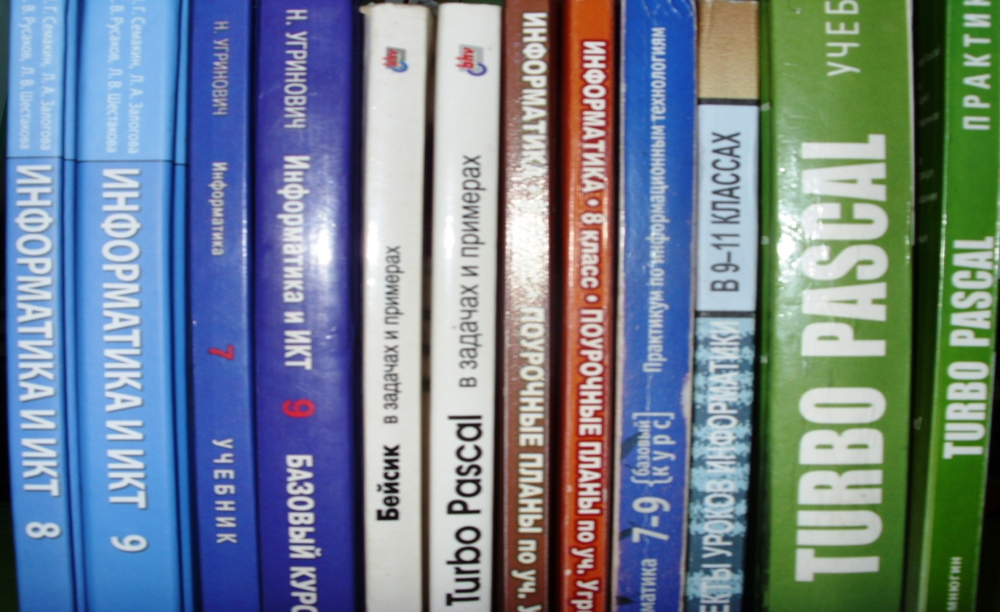 Г. Семакин, Л. А. Залогова
В. Русаков, Л. В. Шестакова
ИНФОРМАТИКА И ИКТ 8
Г. Семакин, Л. А. Залогова
В. Русаков, Л. В. Шестакова
ИНФОРМАТИКА И ИКТ 9
Н. УГРИНОВИЧ Информатика 7 УЧЕБНИК
Н. УГРИНОВИЧ Информатика и ИКТ 9 БАЗОВЫЙ КУРС
bhv
Бейсик в задачах и примерах
bhv
Turbo Pascal в задачах и примерах
ИНФОРМАТИКА ПОУРОЧНЫЕ ПЛАНЫ по уч. У
ИНФОРМАТИКА • 8 класс • ПОУРОЧНЫЕ ПЛАНЫ по уч. Угр
матика 7-9 {базовый курс} Практикум по информационным технологиям
ЕКТЫ УРОКОВ ИНФОРМАТИКИ В 9–11 КЛАССАХ
TURBO PASCAL УЧЕБ
МНЮГИН TURBO PASCAL ПРАКТИК